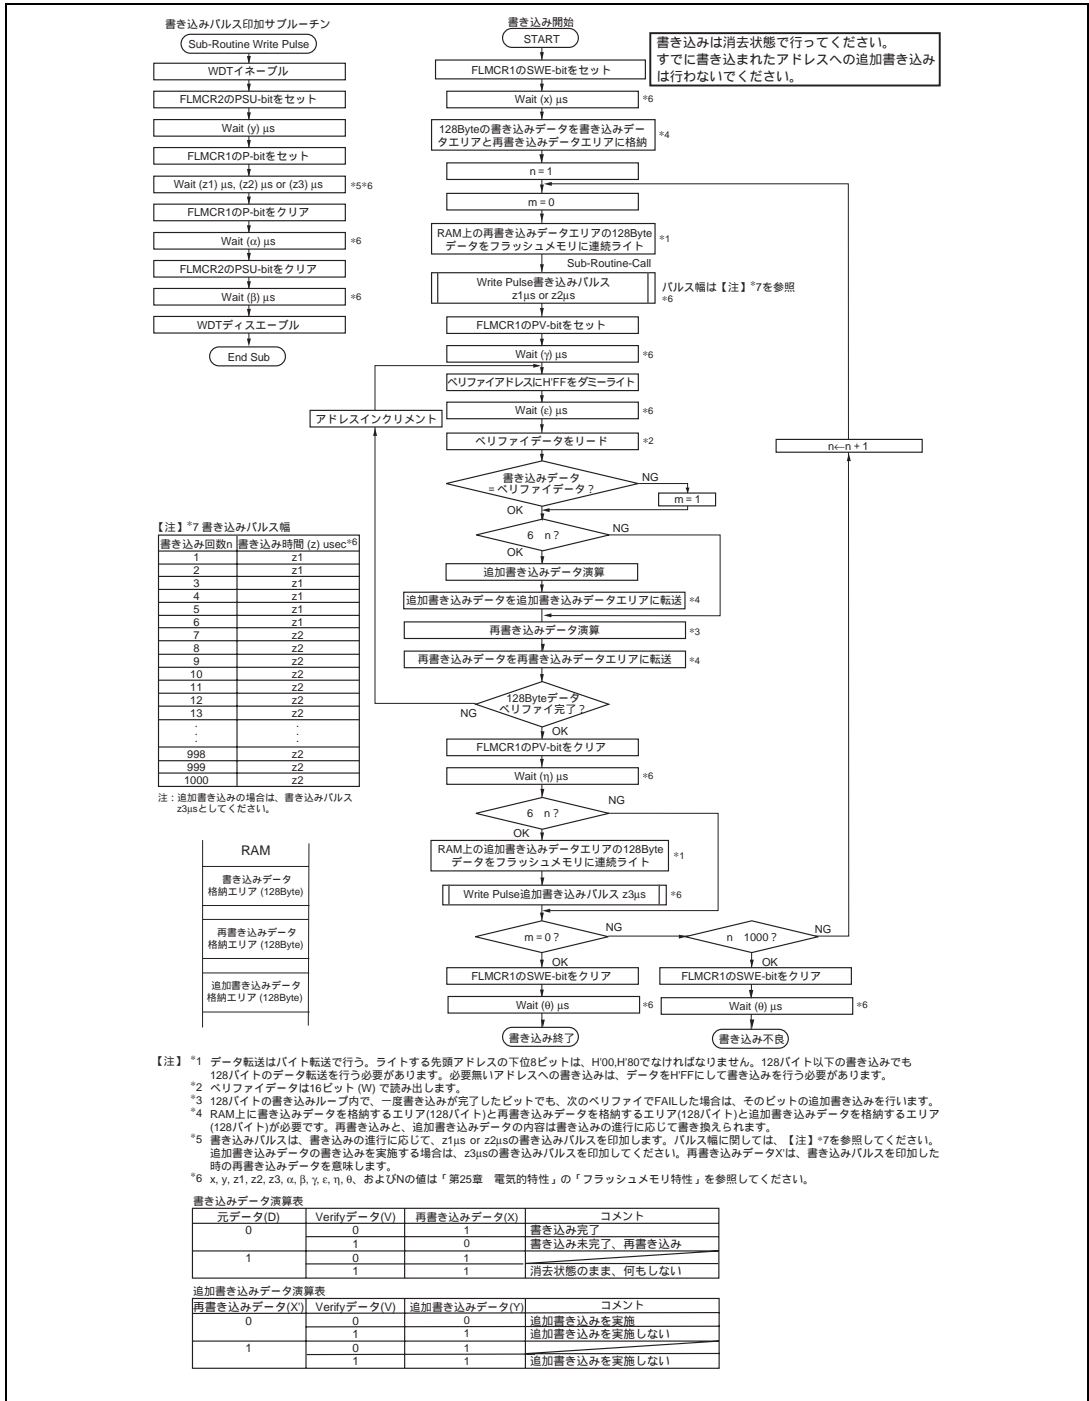 書き込みパルス印加サブルーチン
Sub-Routine Write Pulse
WDTイネーブル
FLMCR2のPSU-bitをセット
Wait (y) μs
FLMCR1のP-bitをセット
Wait (z1) μs, (z2) μs or (z3) μs *5*6
FLMCR1のP-bitをクリア
Wait (α) μs *6
FLMCR2のPSU-bitをクリア
Wait (β) μs *6
WDTディスエーブル
End Sub
書き込み開始
START
FLMCR1のSWE-bitをセット
Wait (x) μs *6
128Byteの書き込みデータを書き込みデー
タエリアと再書き込みデータエリアに格納 *4
n = 1
m = 0
RAM上の再書き込みデータエリアの128Byte
データをフラッシュメモリに連続ライト *1
Sub-Routine-Call
Write Pulse書き込みパルス
z1μs or z2μs
パルス幅は【注】*7を参照
*6
FLMCR1のPV-bitをセット
Wait (γ) μs *6
ベリファイアドレスにH'FFをダミーライト
Wait (ε) μs *6
ベリファイデータをリード *2
アドレスインクリメント
書き込みデータ
= ベリファイデータ？
NG
m = 1
OK
6 n ?
NG
OK
追加書き込みデータ演算
追加書き込みデータを追加書き込みデータエリアに転送 *4
再書き込みデータ演算 *3
再書き込みデータを再書き込みデータエリアに転送 *4
128Byteデータ
ベリファイ完了？
NG
OK
FLMCR1のPV-bitをクリア
Wait (η) μs *6
6 n ?
NG
OK
RAM上の追加書き込みデータエリアの128Byte
データをフラッシュメモリに連続ライト *1
Write Pulse追加書き込みパルス z3μs *6
m = 0 ?
NG
n 1000 ?
NG
n←n + 1
OK
OK
FLMCR1のSWE-bitをクリア
FLMCR1のSWE-bitをクリア
Wait (θ) μs *6
Wait (θ) μs *6
書き込み終了
書き込み不良
書き込みは消去状態で行ってください。
すでに書き込まれたアドレスへの追加書き込み
は行わないでください。
【注】*7 書き込みパルス幅
書き込み回数n 書き込み時間 (z) usec*6
1 z1
2 z1
3 z1
4 z1
5 z1
6 z1
7 z2
8 z2
9 z2
10 z2
11 z2
12 z2
13 z2
. .
. .
. .
998 z2
999 z2
1000 z2
注：追加書き込みの場合は、書き込みパルス
z3μsとしてください。
RAM
書き込みデータ
格納エリア (128Byte)
再書き込みデータ
格納エリア (128Byte)
追加書き込みデータ
格納エリア (128Byte)
【注】 *1 データ転送はバイト転送で行う。ライトする先頭アドレスの下位8ビットは、H'00,H'80でなければなりません。128バイト以下の書き込みでも
128バイトのデータ転送を行う必要があります。必要無いアドレスへの書き込みは、データをH'FFにして書き込みを行う必要があります。
*2 ベリファイデータは16ビット (W) で読み出します。
*3 128バイトの書き込みループ内で、一度書き込みが完了したビットでも、次のベリファイでFAILした場合は、そのビットの追加書き込みを行います。
*4 RAM上に書き込みデータを格納するエリア(128バイト)と再書き込みデータを格納するエリア(128バイト)と追加書き込みデータを格納するエリア
(128バイト)が必要です。再書き込みと、追加書き込みデータの内容は書き込みの進行に応じて書き換えられます。
*5 書き込みパルスは、書き込みの進行に応じて、z1μs or z2μsの書き込みパルスを印加します。パルス幅に関しては、【注】*7を参照してください。
追加書き込みデータの書き込みを実施する場合は、z3μsの書き込みパルスを印加してください。再書き込みデータX'は、書き込みパルスを印加した
時の再書き込みデータを意味します。
*6 x, y, z1, z2, z3, α, β, γ, ε, η, θ、およびNの値は「第25章　電気的特性」の「フラッシュメモリ特性」を参照してください。
書き込みデータ演算表
元データ(D) Verifyデータ(V) 再書き込みデータ(X) コメント
0 0 1 書き込み完了
1 0 書き込み未完了、再書き込み
1 0 1
1 1 消去状態のまま、何もしない
追加書き込みデータ演算表
再書き込みデータ(X') Verifyデータ(V) 追加書き込みデータ(Y) コメント
0 0 0 追加書き込みを実施
1 1 追加書き込みを実施しない
1 0 1
1 1 追加書き込みを実施しない